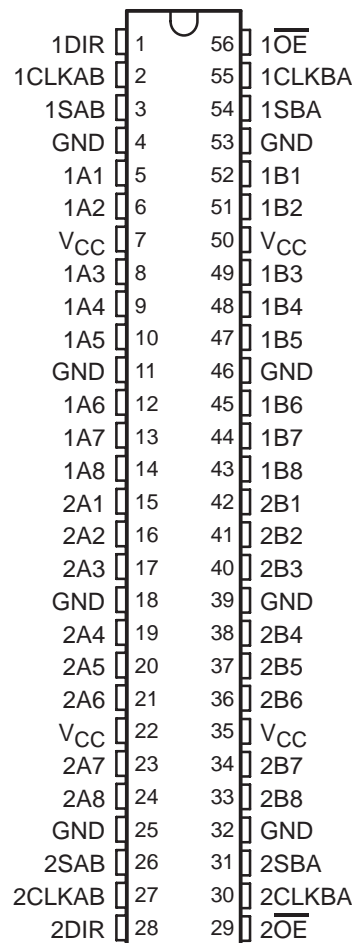 1DIR 1 56 1O̅E̅
1CLKAB 2 55 1CLKBA
1SAB 3 54 1SBA
GND 4 53 GND
1A1 5 52 1B1
1A2 6 51 1B2
VCC 7 50 VCC
1A3 8 49 1B3
1A4 9 48 1B4
1A5 10 47 1B5
GND 11 46 GND
1A6 12 45 1B6
1A7 13 44 1B7
1A8 14 43 1B8
2A1 15 42 2B1
2A2 16 41 2B2
2A3 17 40 2B3
GND 18 39 GND
2A4 19 38 2B4
2A5 20 37 2B5
2A6 21 36 2B6
VCC 22 35 VCC
2A7 23 34 2B7
2A8 24 33 2B8
GND 25 32 GND
2SAB 26 31 2SBA
2CLKAB 27 30 2CLKBA
2DIR 28 29 2O̅E̅